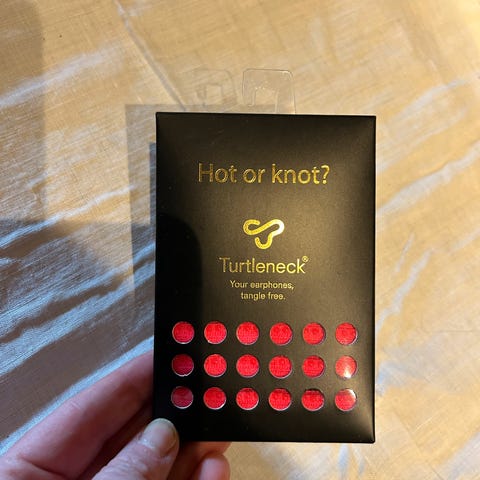 Hot or knot?
Turtleneck®
Your earphones,
tangle free.